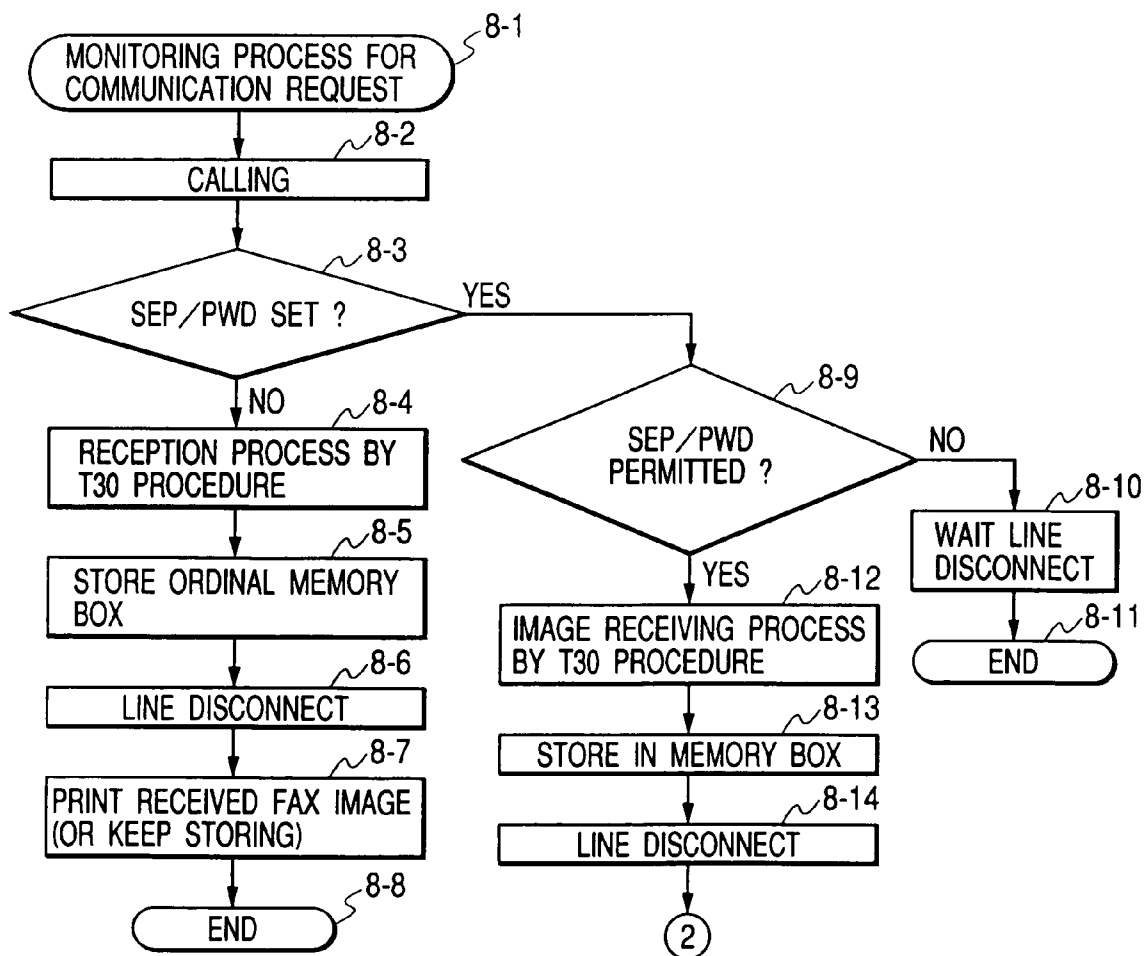 8-1
MONITORING PROCESS FOR
COMMUNICATION REQUEST
8-2
CALLING
8-3
SEP/PWD SET ?
YES
NO
8-4
RECEPTION PROCESS BY
T30 PROCEDURE
8-5
STORE ORDINAL MEMORY
BOX
8-6
LINE DISCONNECT
8-7
PRINT RECEIVED FAX IMAGE
(OR KEEP STORING)
8-8
END
8-9
SEP/PWD
PERMITTED ?
NO
8-10
WAIT LINE
DISCONNECT
8-11
END
YES
8-12
IMAGE RECEIVING PROCESS
BY T30 PROCEDURE
8-13
STORE IN MEMORY BOX
8-14
LINE DISCONNECT
2